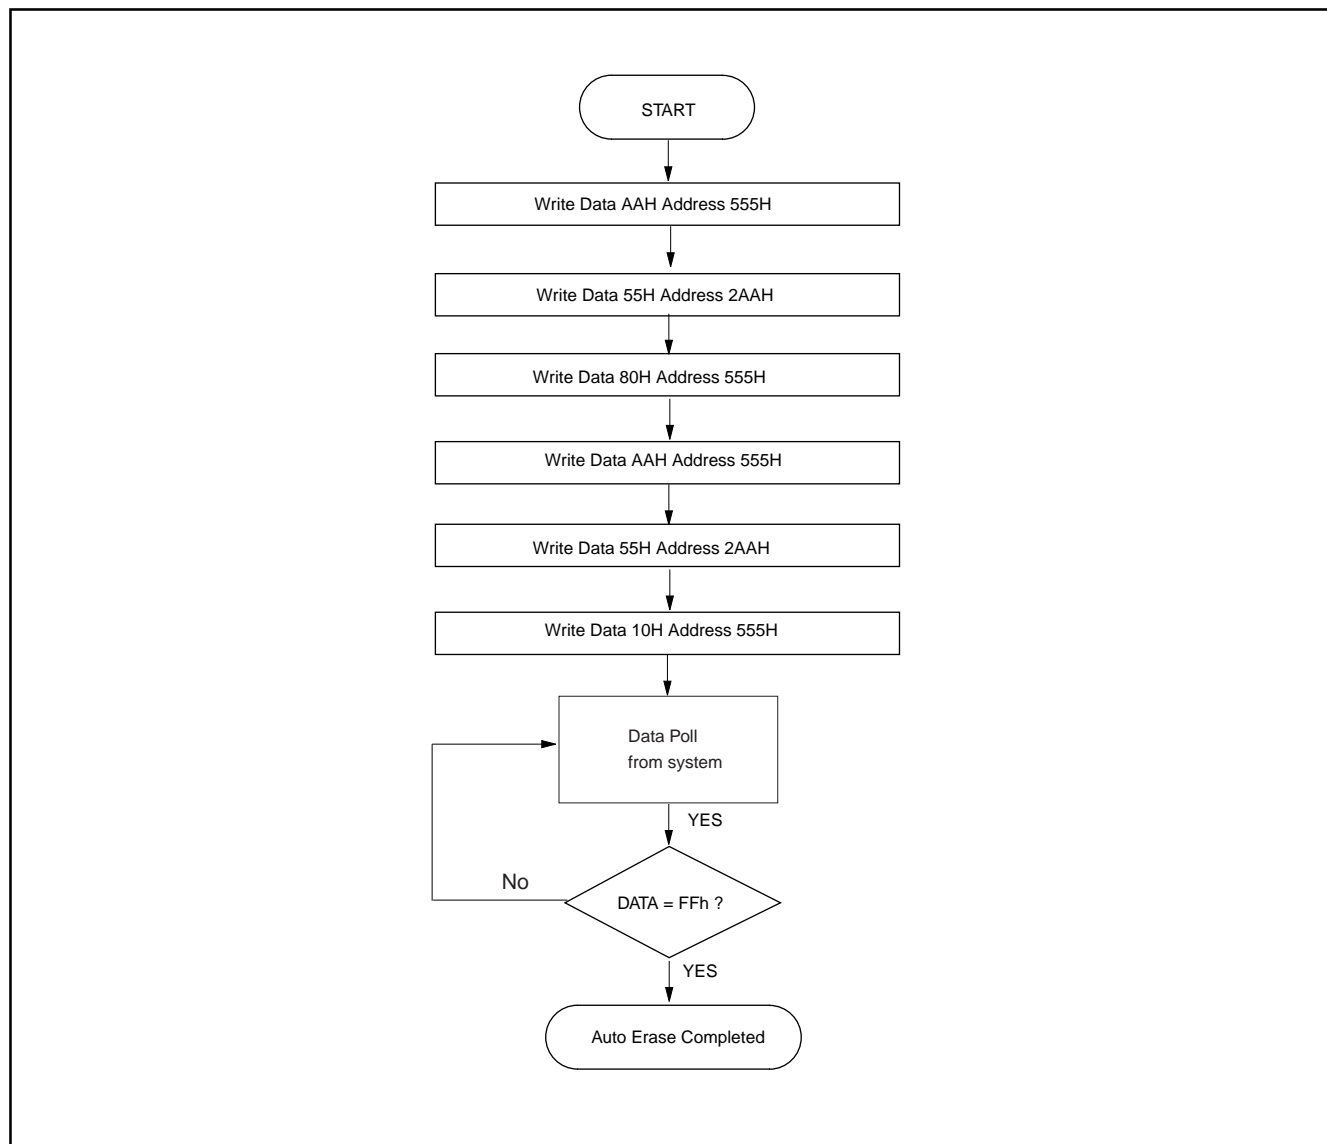 START
Write Data AAH Address 555H
Write Data 55H Address 2AAH
Write Data 80H Address 555H
Write Data AAH Address 555H
Write Data 55H Address 2AAH
Write Data 10H Address 555H
Data Poll
from system
YES
No
DATA = FFh ?
YES
Auto Erase Completed